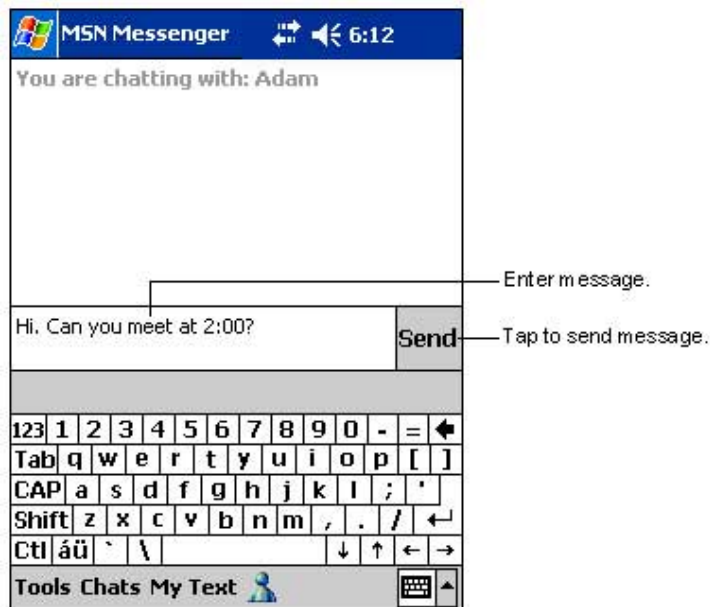 MSN Messenger 6:12
You are chatting with: Adam
Enter message.
Hi. Can you meet at 2:00?
Send
Tap to send message.
123 1 2 3 4 5 6 7 8 9 0 - =
Tab q w e r t y u i o p [ ]
CAP a s d f g h j k l ; '
Shift z x c v b n m , . /
Ctl áü ` \
Tools Chats My Text